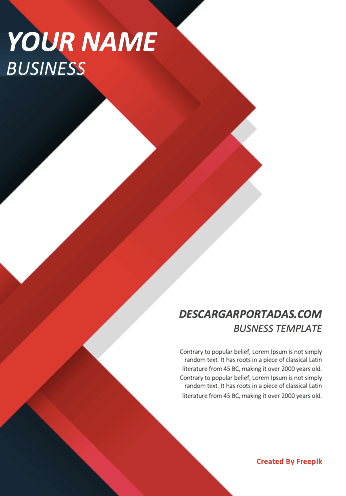 YOUR NAME
BUSINESS
DESCARGARPORTADAS.COM
BUSNESS TEMPLATE
Contrary to popular belief, Lorem Ipsum is not simply
random text. It has roots in a piece of classical Latin
literature from 45 BC, making it over 2000 years old.
Contrary to popular belief, Lorem Ipsum is not simply
random text. It has roots in a piece of classical Latin
literature from 45 BC, making it over 2000 years old.
Created By Freepik